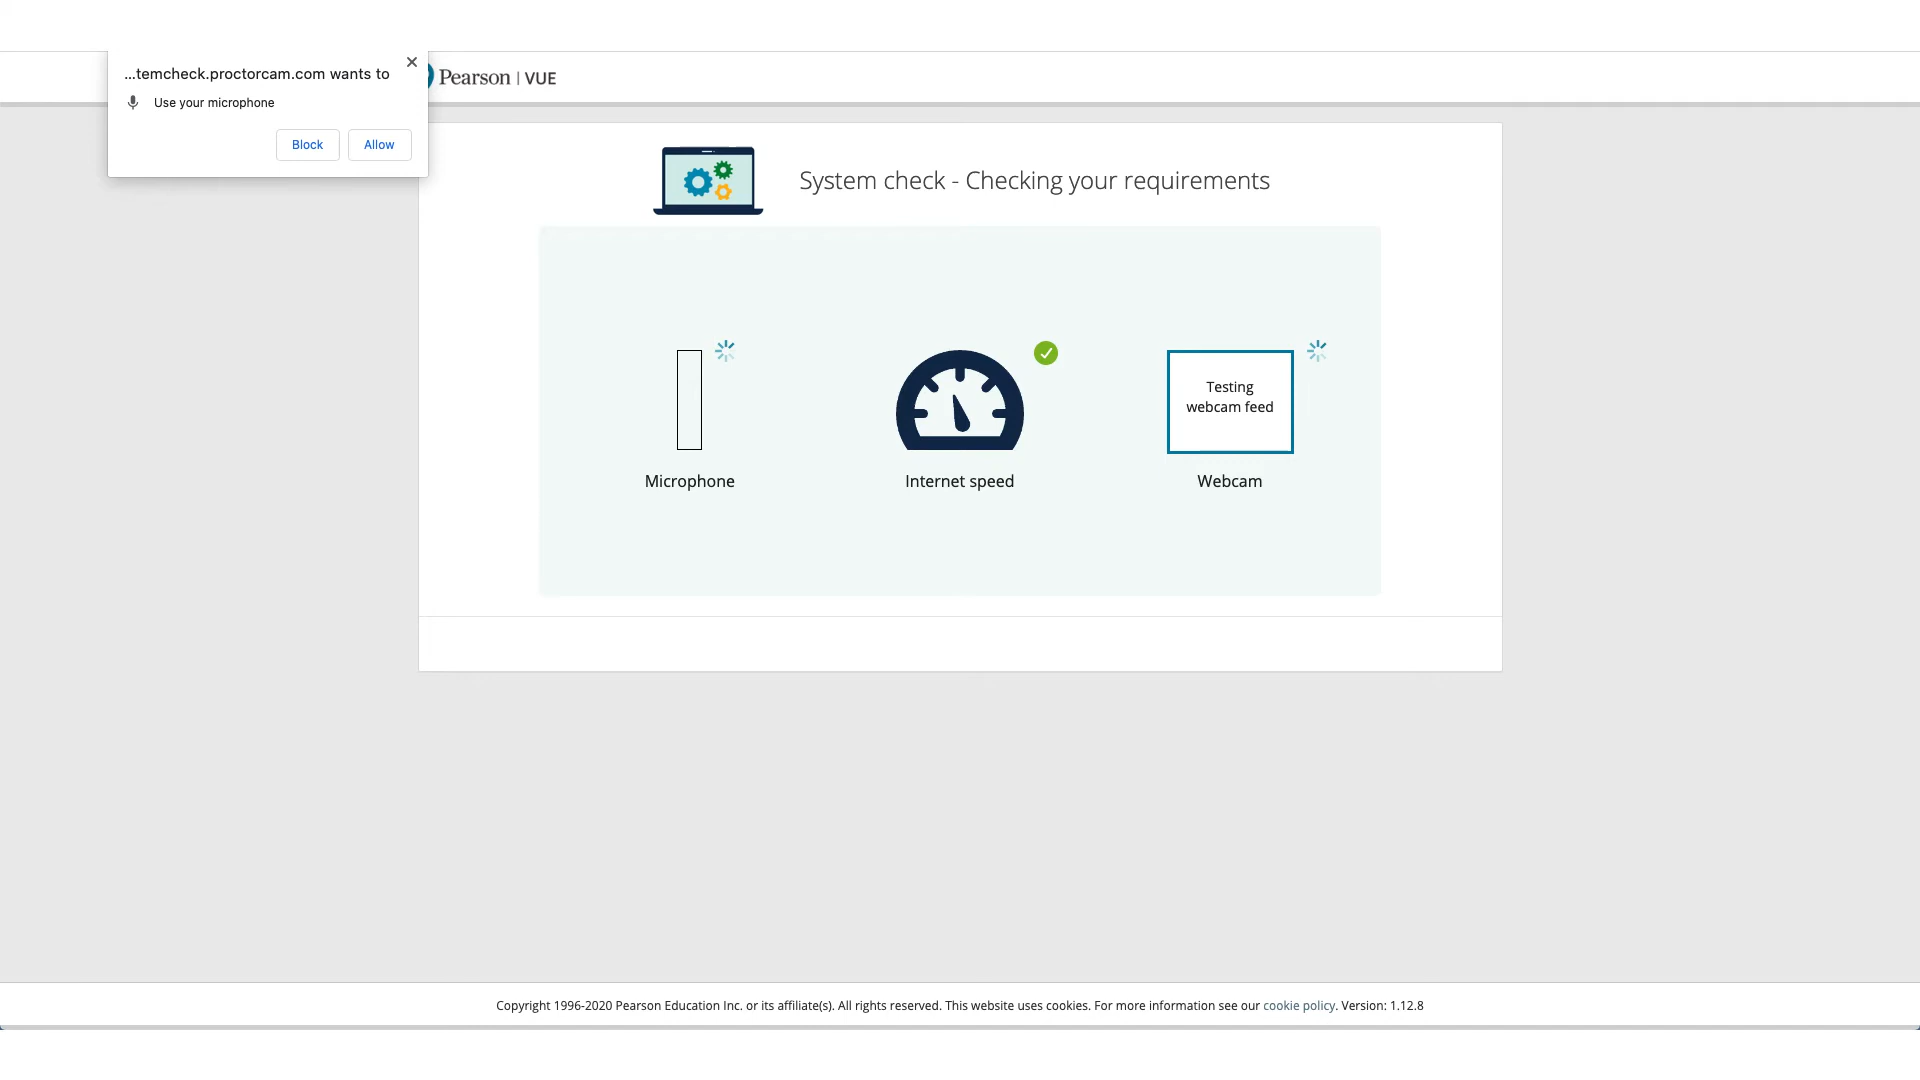 ...temcheck.proctorcam.com wants to
Use your microphone
Block
Allow
Pearson | VUE
System check - Checking your requirements
Testing
webcam feed
Microphone
Internet speed
Webcam
Copyright 1996-2020 Pearson Education Inc. or its affiliate(s). All rights reserved. This website uses cookies. For more information see our cookie policy. Version: 1.12.8